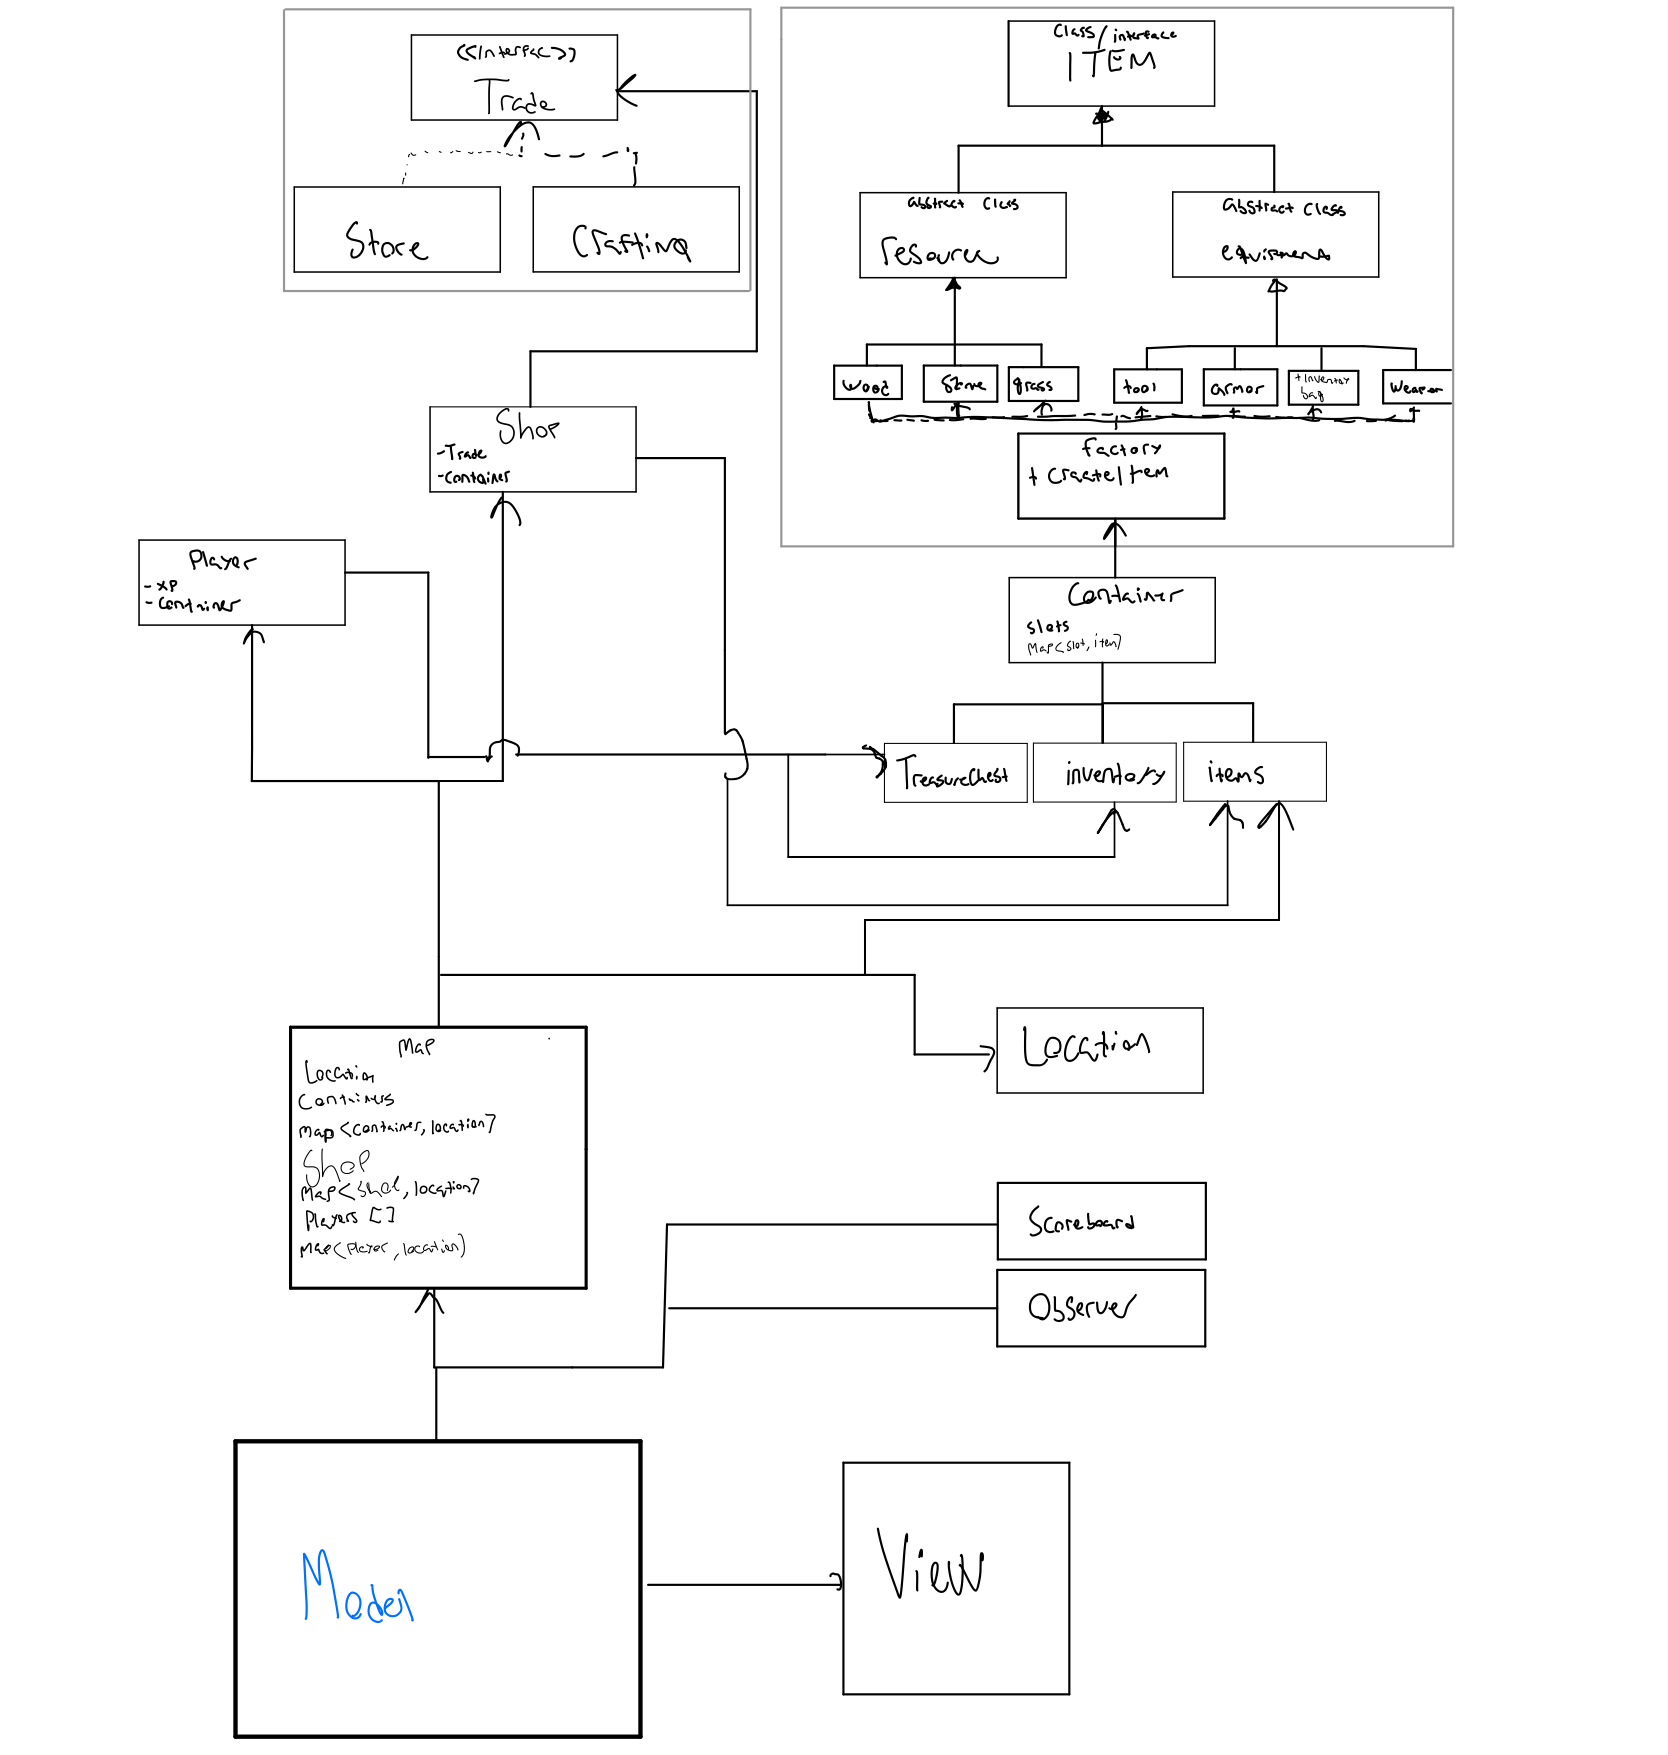 <<Interface>>
Trade
Store
Crafting
Class/interface
ITEM
abstract Class
resource
abstract Class
equipment
wood
Stone
grass
tool
armor
+ Inventory
bag
Weapon
factory
+ CreateItem
Shop
-Trade
-Container
Player
- XP
- Container
Container
slots
Map<slot, item>
TreasureChest
inventory
items
Location
Map
Location
Containers
map <container, location>
Shop
Map<shop, location>
Players []
Map<Player, location>
Scoreboard
Observer
Model
View